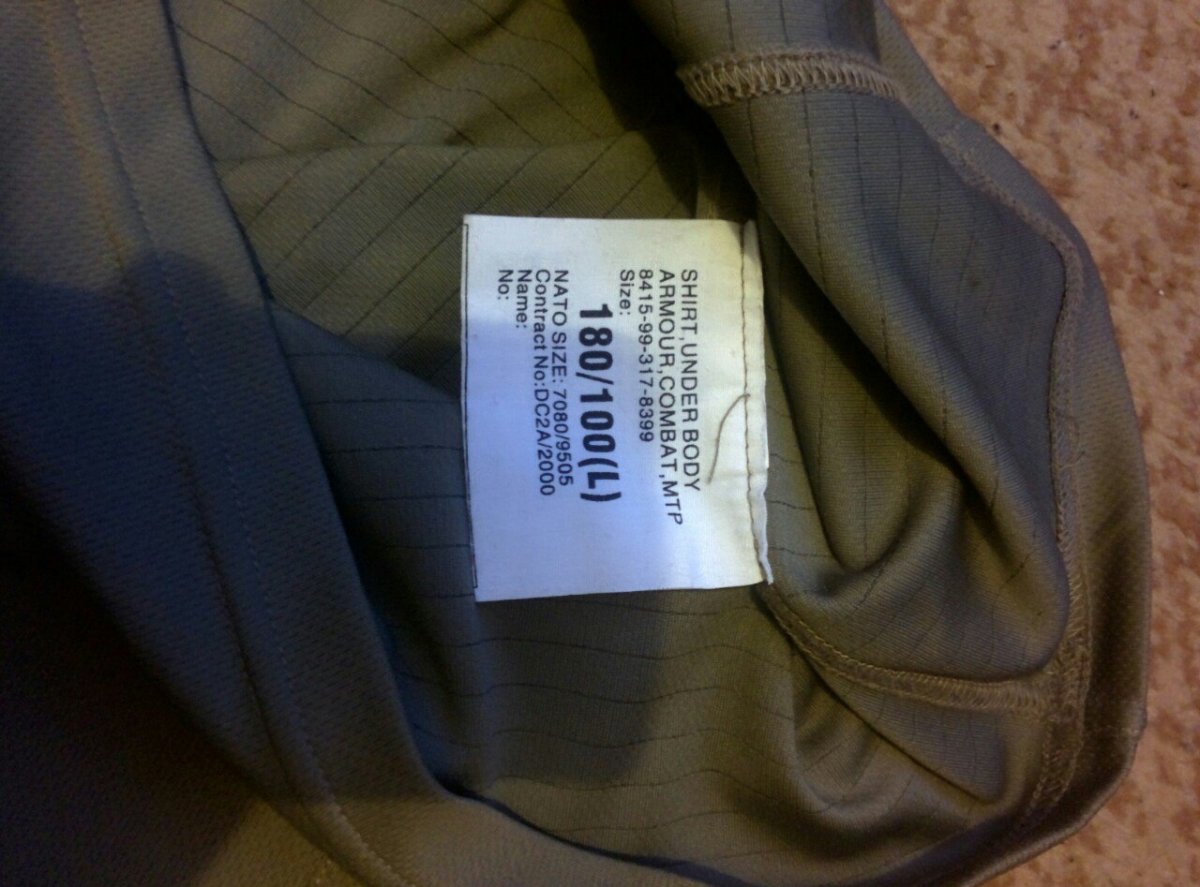 SHIRT,UNDER BODY
ARMOUR,COMBAT,MTP
8415-99-317-8399
Size:
180/100(L)
NATO SIZE: 7080/9505
Contract No:DC2A/2000
Name:
No: